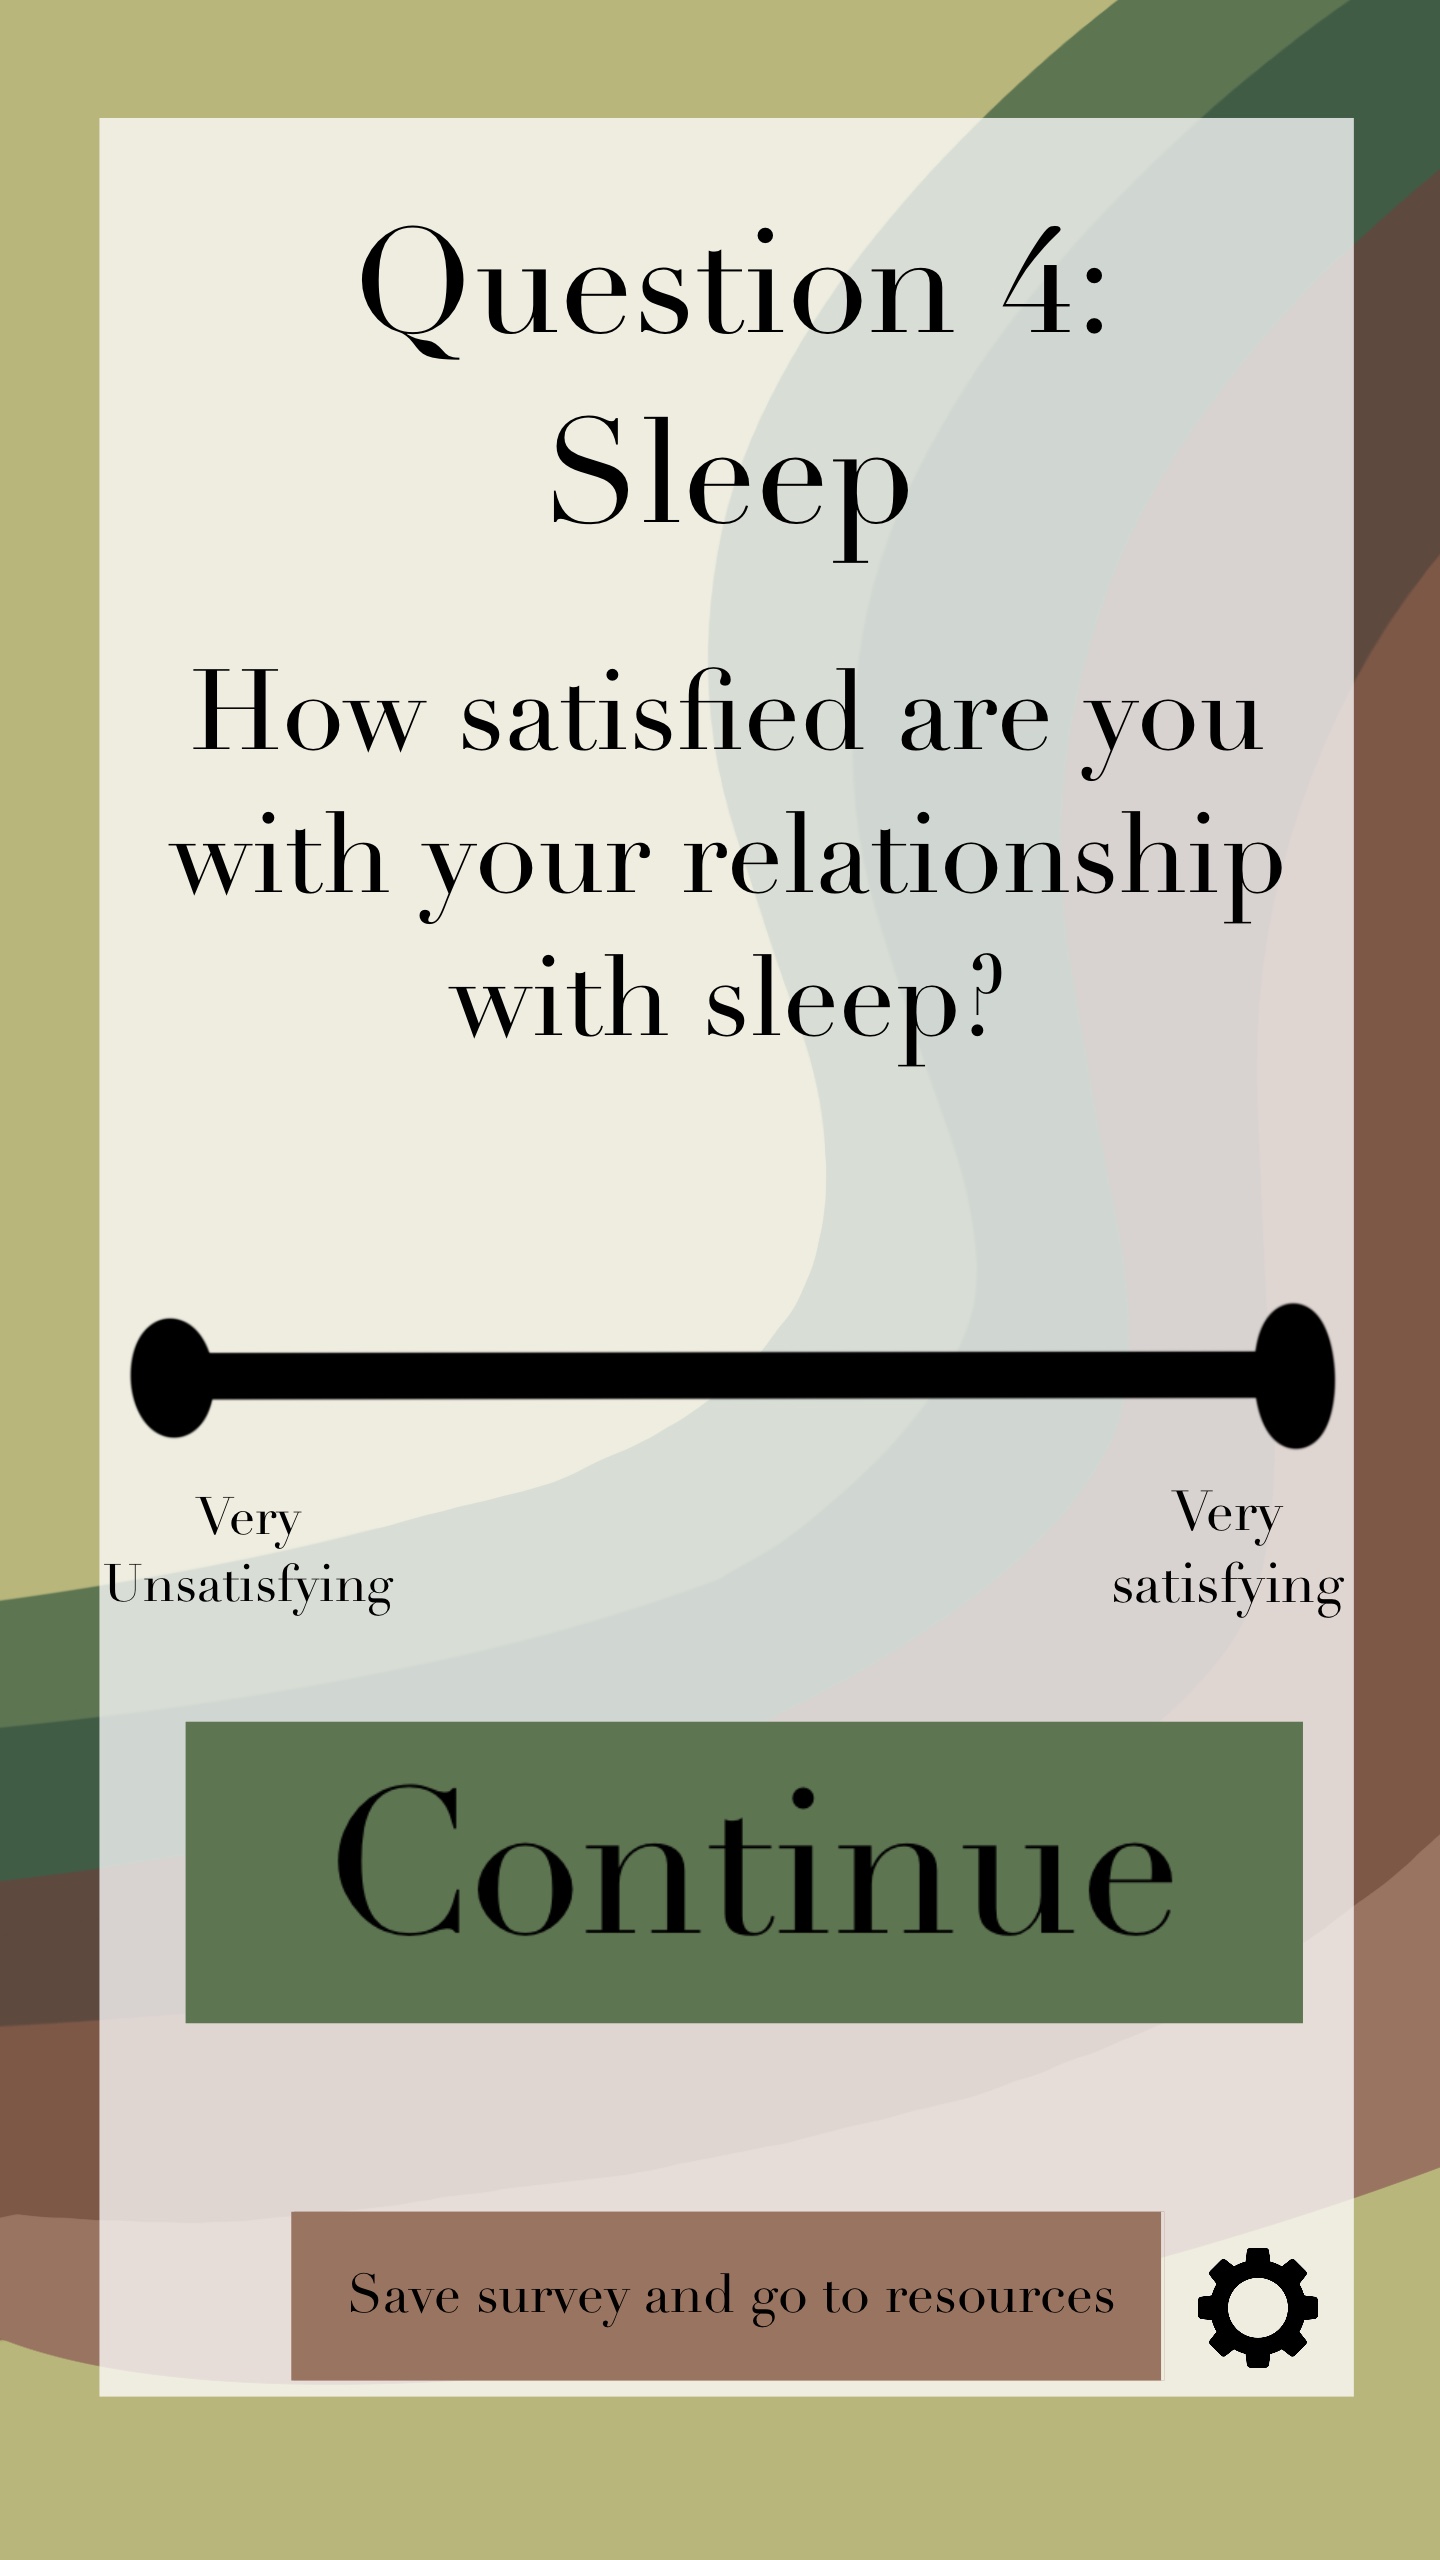 Question 4:
Sleep
How satisfied are you
with your relationship
with sleep?
Very
Unsatisfying
Very
satisfying
Continue
Save survey and go to resources